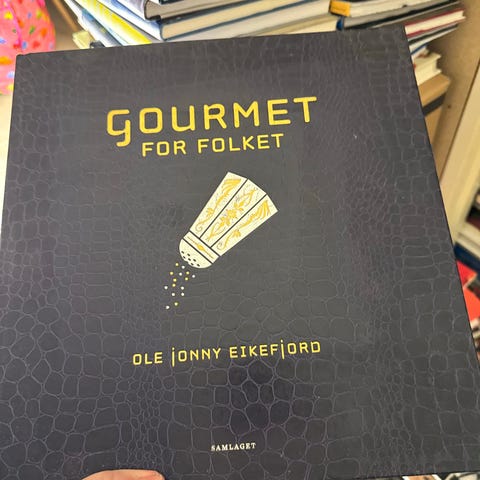 GOURMET
FOR FOLKET
OLE JONNY EIKEFJORD
SAMLAGET